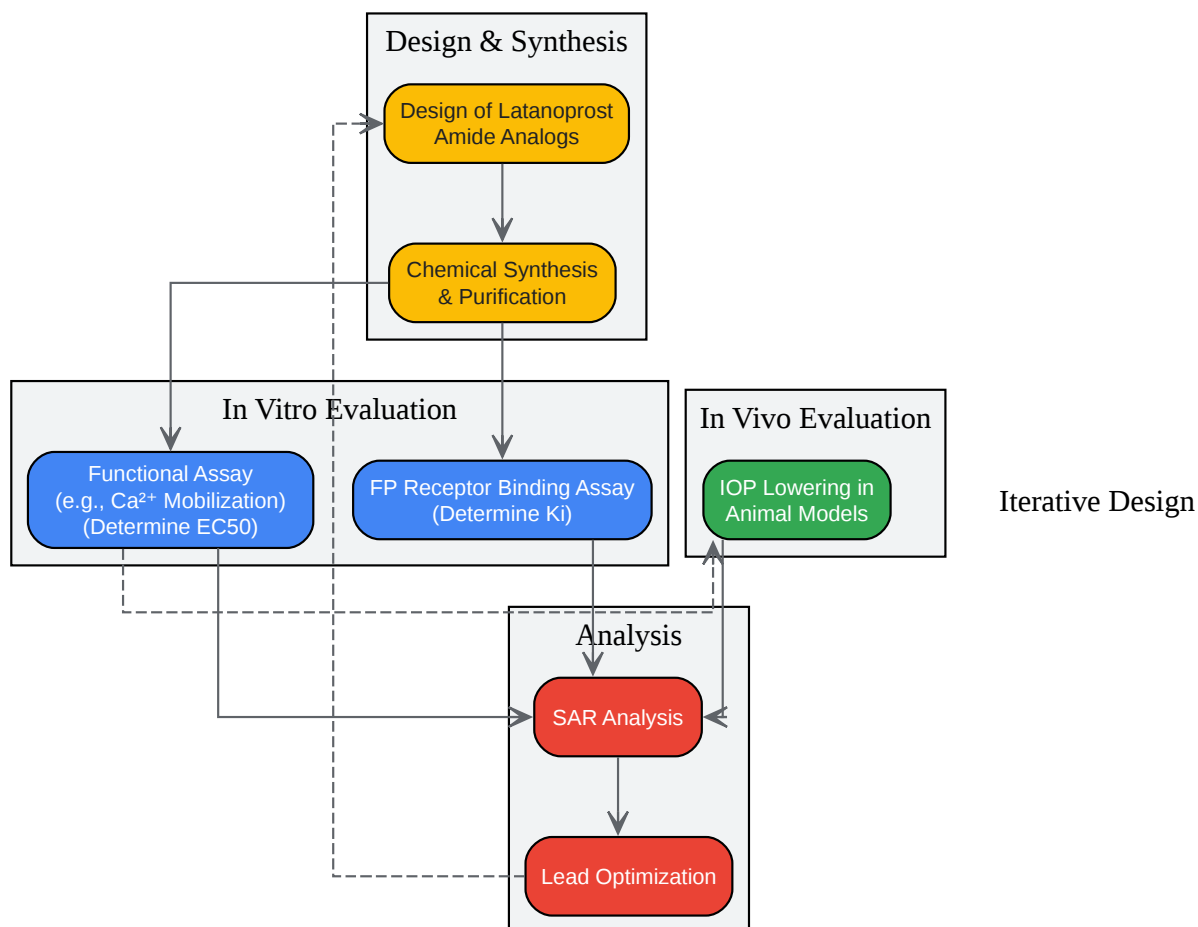 Design & Synthesis
Design of Latanoprost
Amide Analogs
Chemical Synthesis
& Purification
In Vitro Evaluation
Functional Assay
(e.g., Ca²⁺ Mobilization)
(Determine EC50)
FP Receptor Binding Assay
(Determine Ki)
In Vivo Evaluation
IOP Lowering in
Animal Models
Iterative Design
Analysis
SAR Analysis
Lead Optimization